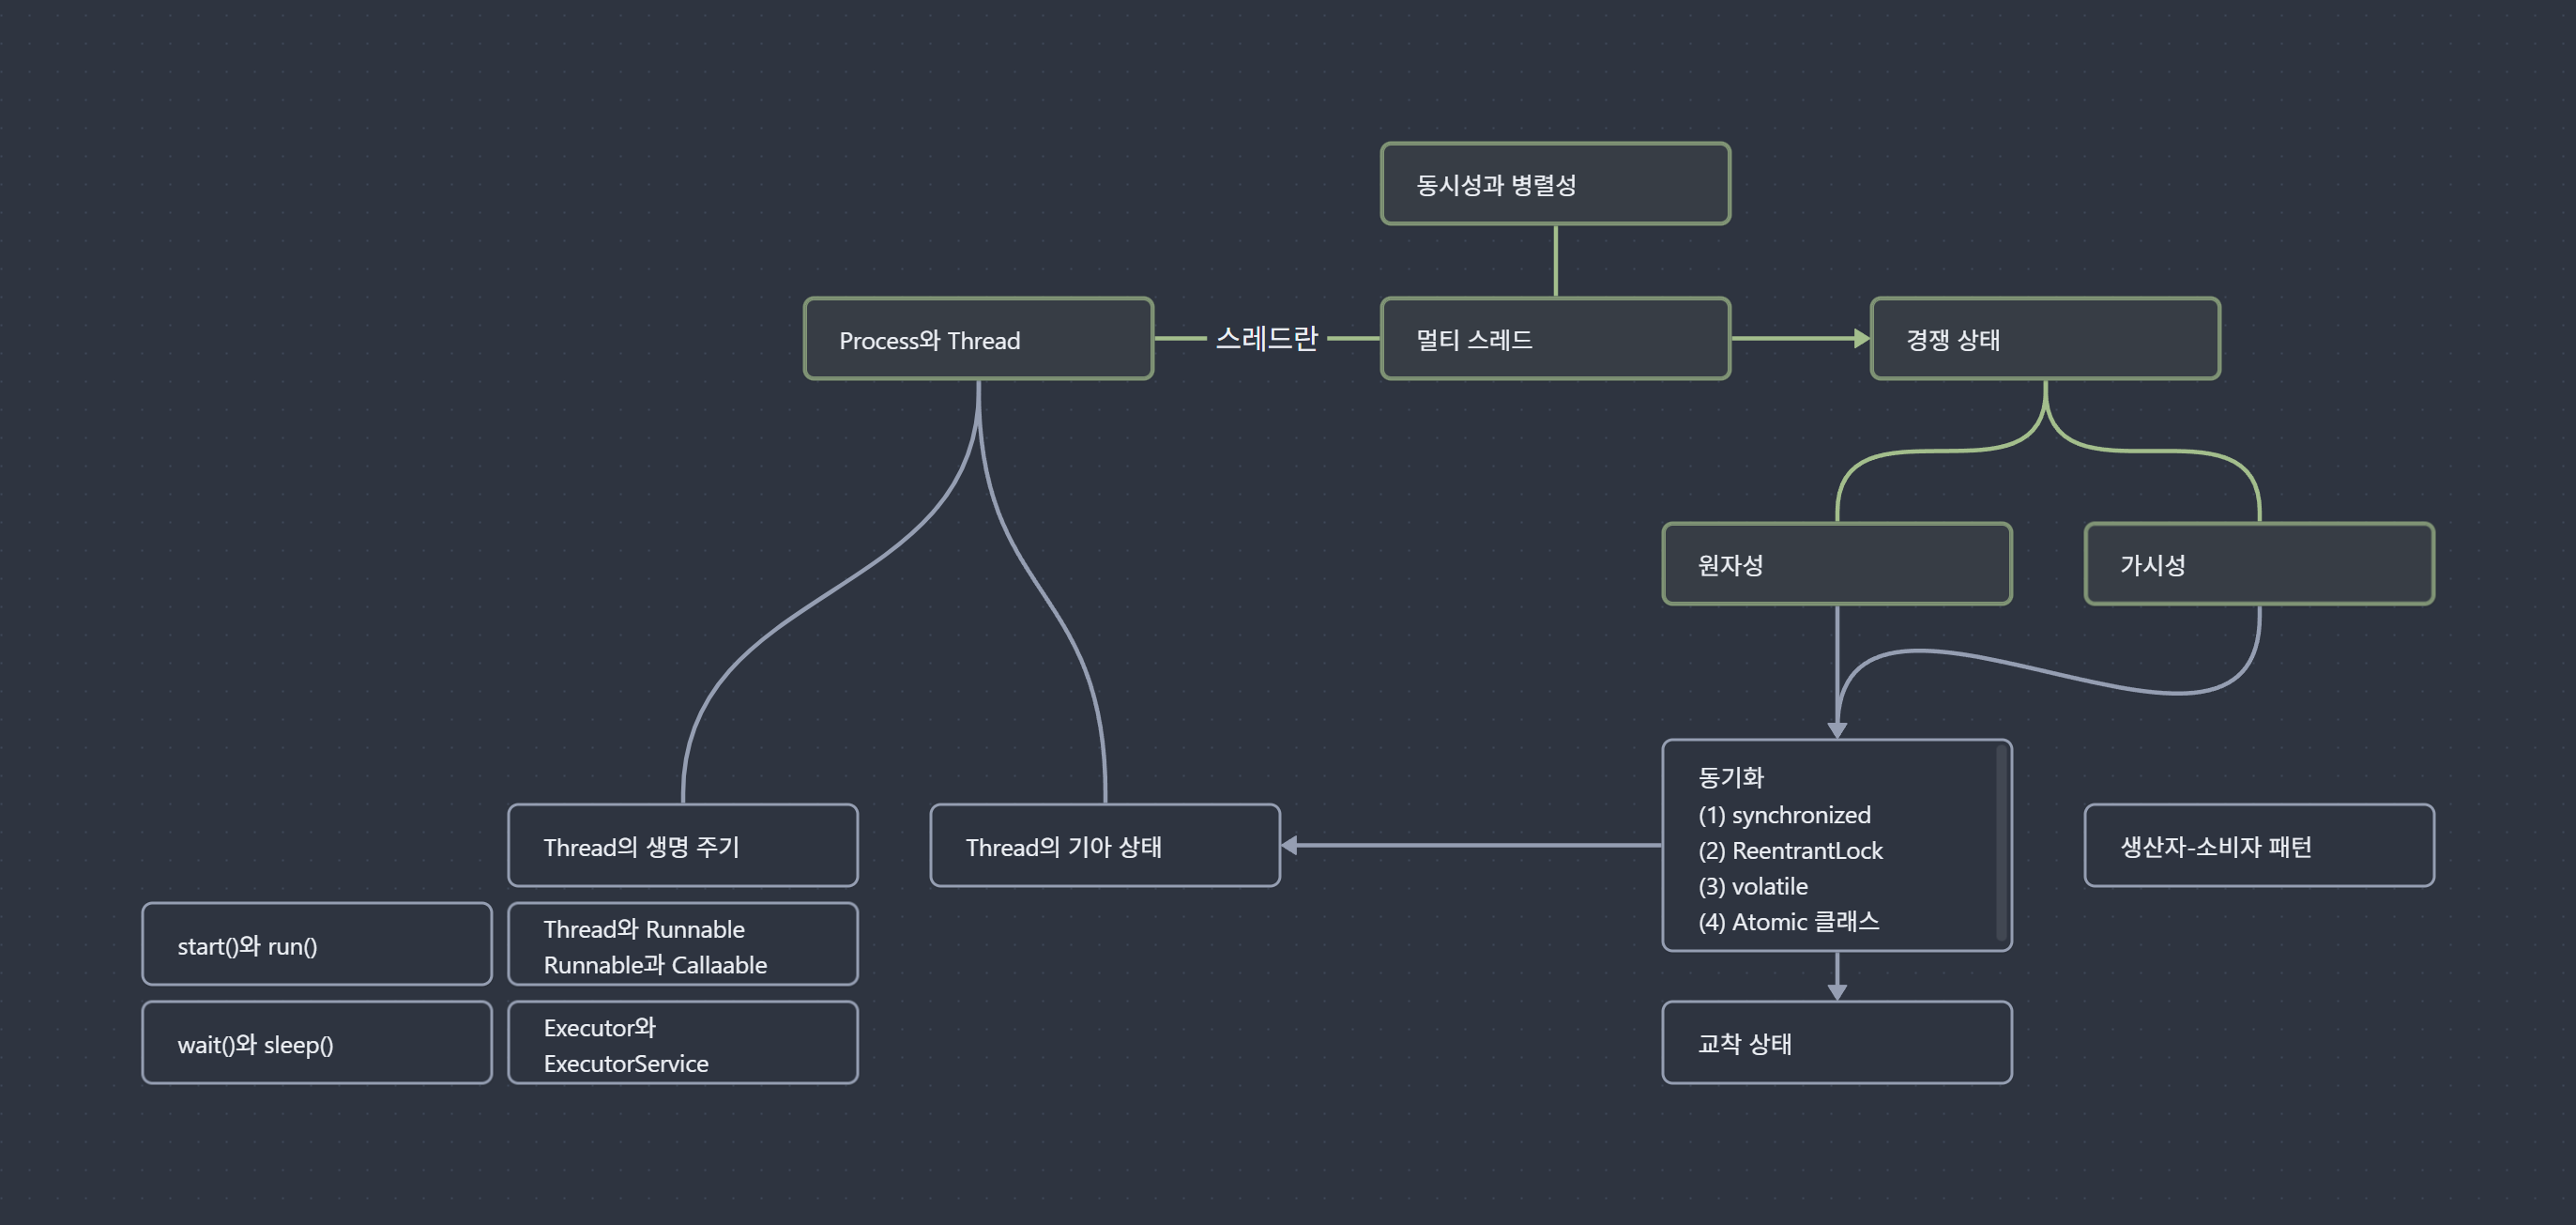 동시성과 병렬성
Process와 Thread
스레드란
멀티 스레드
경쟁 상태
원자성
가시성
Thread의 생명 주기
Thread의 기아 상태
동기화
(1) synchronized
(2) ReentrantLock
(3) volatile
(4) Atomic 클래스
생산자-소비자 패턴
start()와 run()
Thread와 Runnable
Runnable과 Callaable
wait()와 sleep()
Executor와
ExecutorService
교착 상태